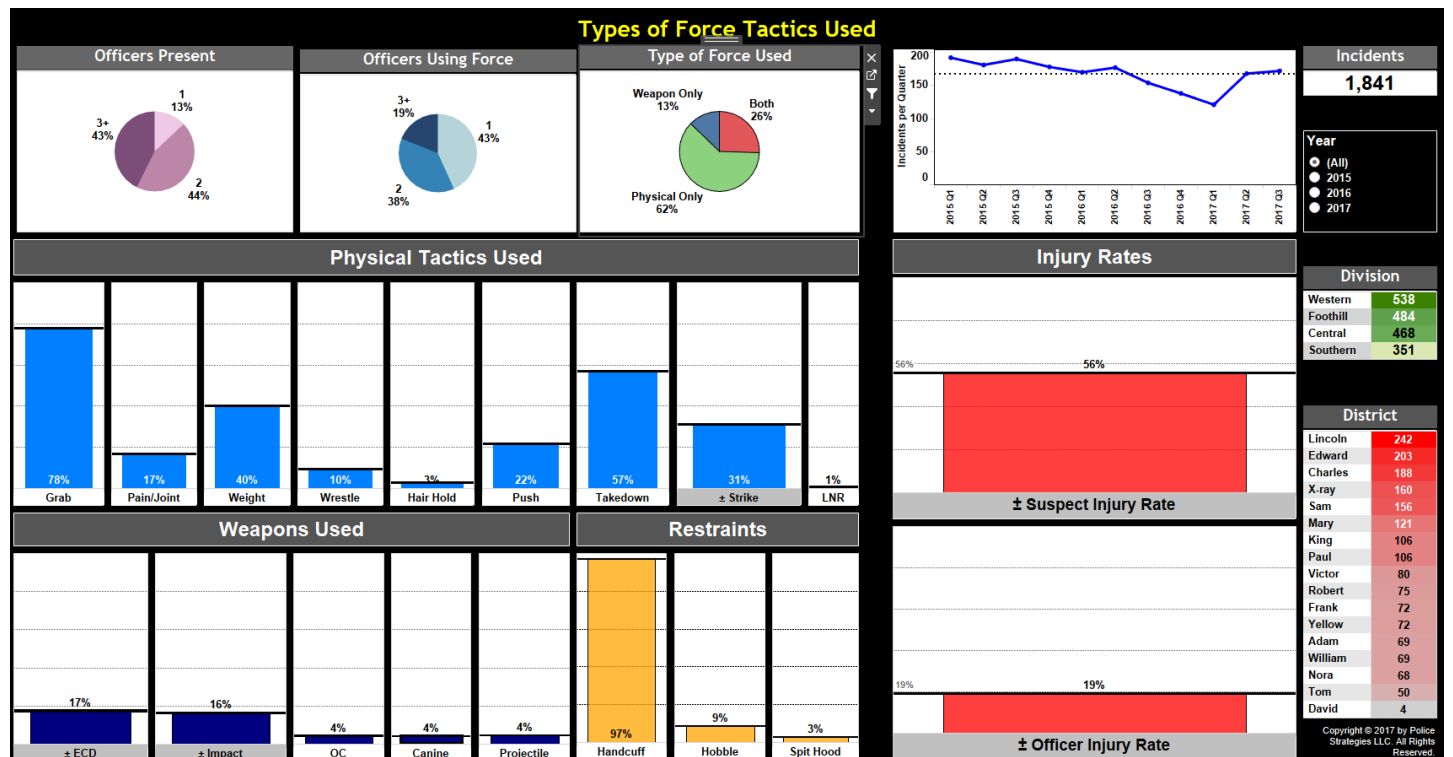 Types of Force Tactics Used
Officers Present
1
13%
3+
43%
2
44%
Officers Using Force
3+
19%
1
43%
2
38%
Type of Force Used
Weapon Only
13%
Both
26%
Physical Only
62%
Incidents per Quarter
200
150
100
50
0
2015 Q1
2015 Q2
2015 Q3
2015 Q4
2016 Q1
2016 Q2
2016 Q3
2016 Q4
2017 Q1
2017 Q2
2017 Q3
Incidents
1,841
Year
(All)
2015
2016
2017
Physical Tactics Used
78%
17%
40%
10%
3%
22%
57%
31%
1%
Grab
Pain/Joint
Weight
Wrestle
Hair Hold
Push
Takedown
± Strike
LNR
Weapons Used
17%
16%
4%
4%
4%
± ECD
± Impact
OC
Canine
Projectile
Restraints
97%
9%
3%
Handcuff
Hobble
Spit Hood
Injury Rates
56%
56%
± Suspect Injury Rate
19%
19%
± Officer Injury Rate
Division
Western 538
Foothill 484
Central 468
Southern 351
District
Lincoln 242
Edward 203
Charles 188
X-ray 160
Sam 156
Mary 121
King 106
Paul 106
Victor 80
Robert 75
Frank 72
Yellow 72
Adam 69
William 69
Nora 68
Tom 50
David 4
Copyright © 2017 by Police
Strategies LLC. All Rights
Reserved.